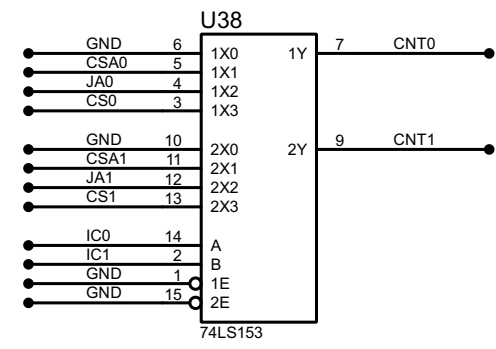 U38
GND 6 1X0 1Y 7 CNT0
CSA0 5 1X1
JA0 4 1X2
CS0 3 1X3
GND 10 2X0 2Y 9 CNT1
CSA1 11 2X1
JA1 12 2X2
CS1 13 2X3
IC0 14 A
IC1 2 B
GND 1 1E
GND 15 2E
74LS153